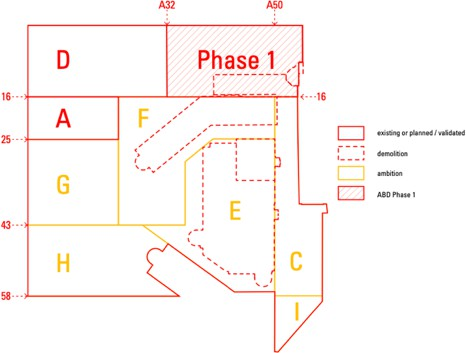 A32
A50
D
Phase 1
16
16
A
F
25
G
E
43
H
C
58
I
existing or planned / validated
demolition
ambition
ABD Phase 1